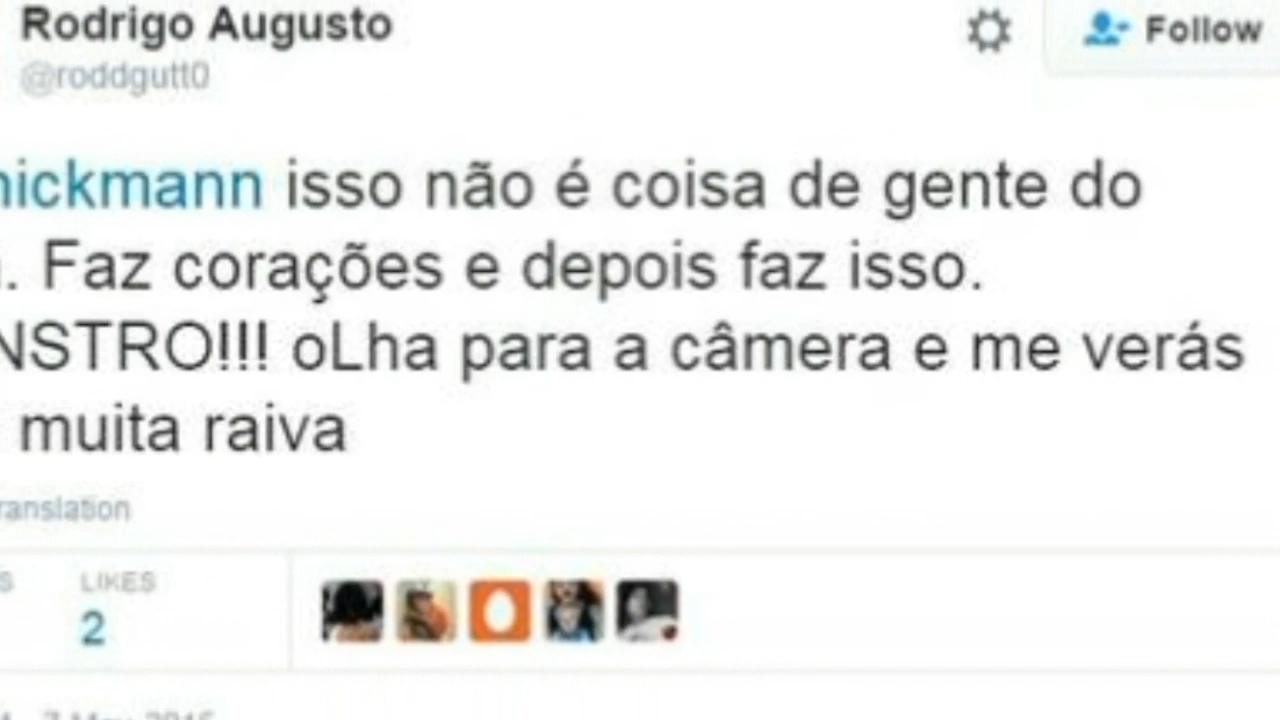 Rodrigo Augusto
Follow
@roddgutt0
nickmann isso não é coisa de gente do
. Faz corações e depois faz isso.
NSTRO!!! oLha para a câmera e me verás
muita raiva
ranslation
S
LIKES
2